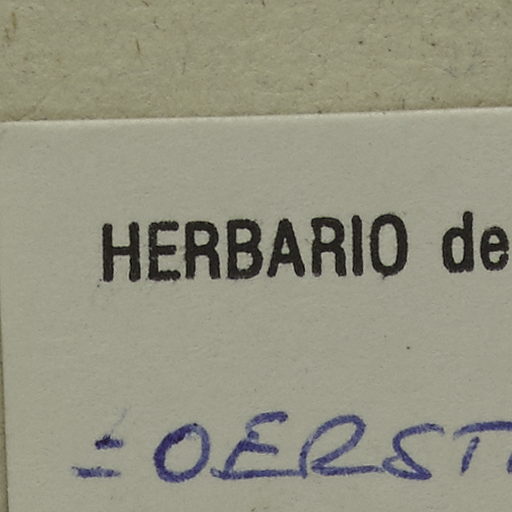 HERBARIO de
= OERST